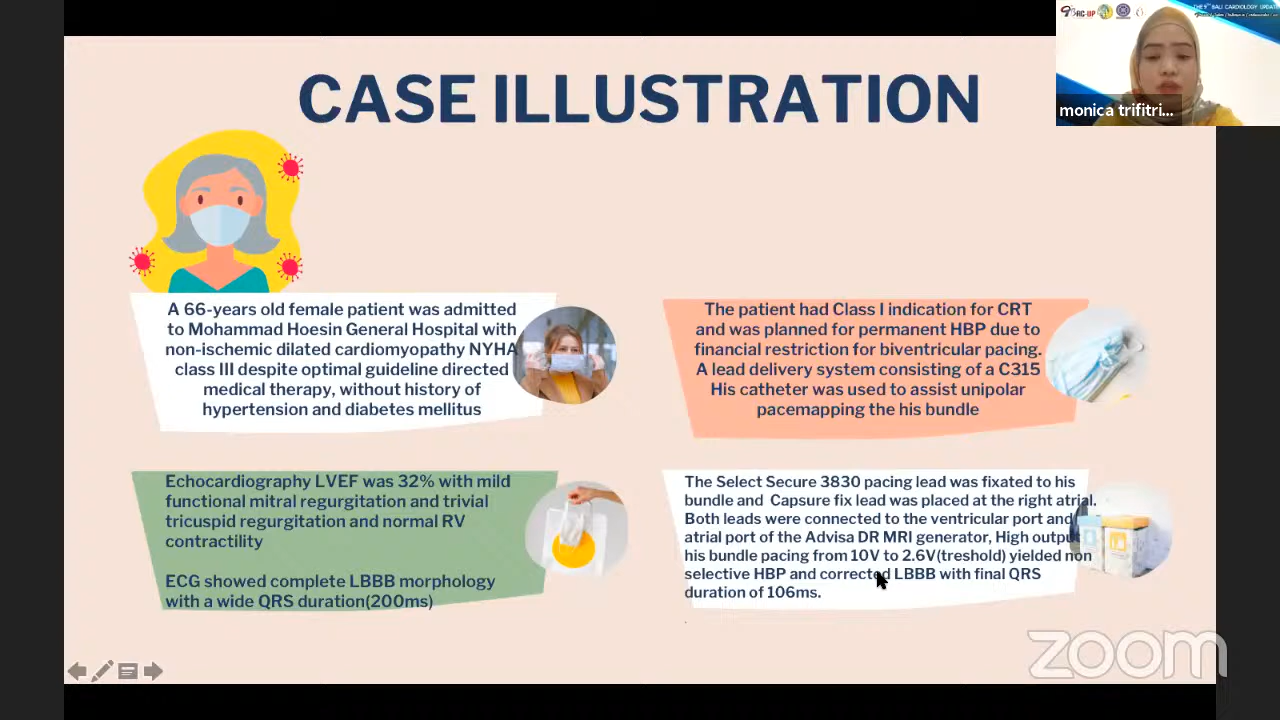 CASE ILLUSTRATION
THE 9TH BALI CARDIOLOGY UPDATE
monica trifitri...
A 66-years old female patient was admitted
to Mohammad Hoesin General Hospital with
non-ischemic dilated cardiomyopathy NYHA
class III despite optimal guideline directed
medical therapy, without history of
hypertension and diabetes mellitus
The patient had Class I indication for CRT
and was planned for permanent HBP due to
financial restriction for biventricular pacing.
A lead delivery system consisting of a C315
His catheter was used to assist unipolar
pacemapping the his bundle
Echocardiography LVEF was 32% with mild
functional mitral regurgitation and trivial
tricuspid regurgitation and normal RV
contractility
ECG showed complete LBBB morphology
with a wide QRS duration(200ms)
The Select Secure 3830 pacing lead was fixated to his
bundle and Capsure fix lead was placed at the right atrial.
Both leads were connected to the ventricular port and
atrial port of the Advisa DR MRI generator, High output
his bundle pacing from 10V to 2.6V(treshold) yielded non
selective HBP and corrected LBBB with final QRS
duration of 106ms.
.
zoom